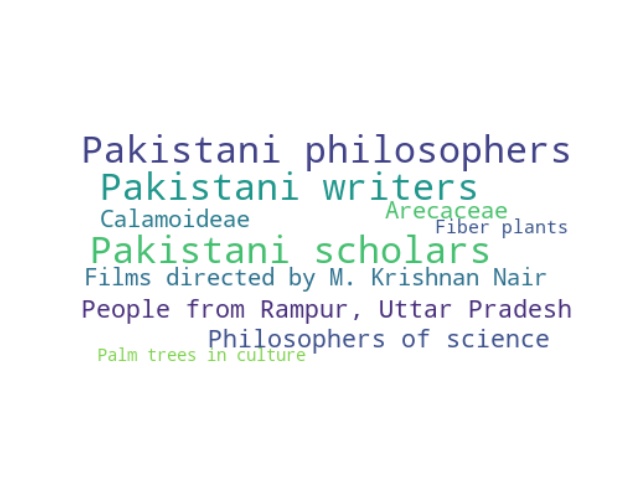 Pakistani philosophers
Pakistani writers
Arecaceae
Calamoideae
Fiber plants
Pakistani scholars
Films directed by M. Krishnan Nair
People from Rampur, Uttar Pradesh
Philosophers of science
Palm trees in culture